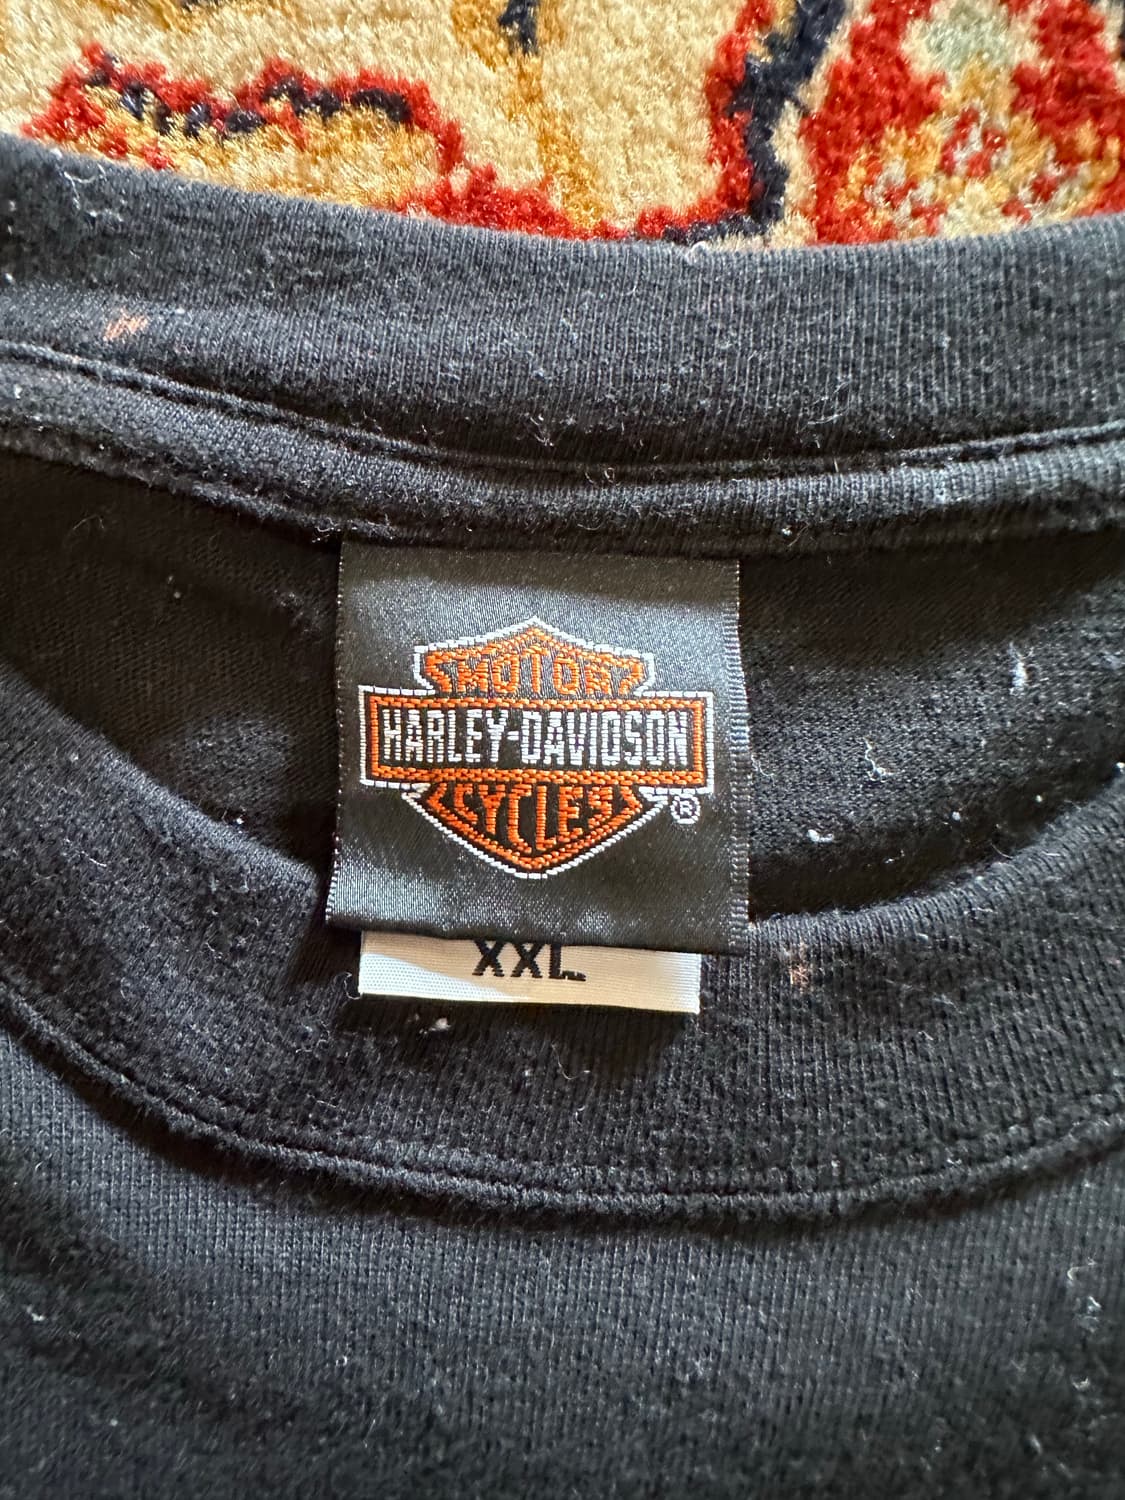 MOTOR
HARLEY-DAVIDSON
CYCLES
®
XXL